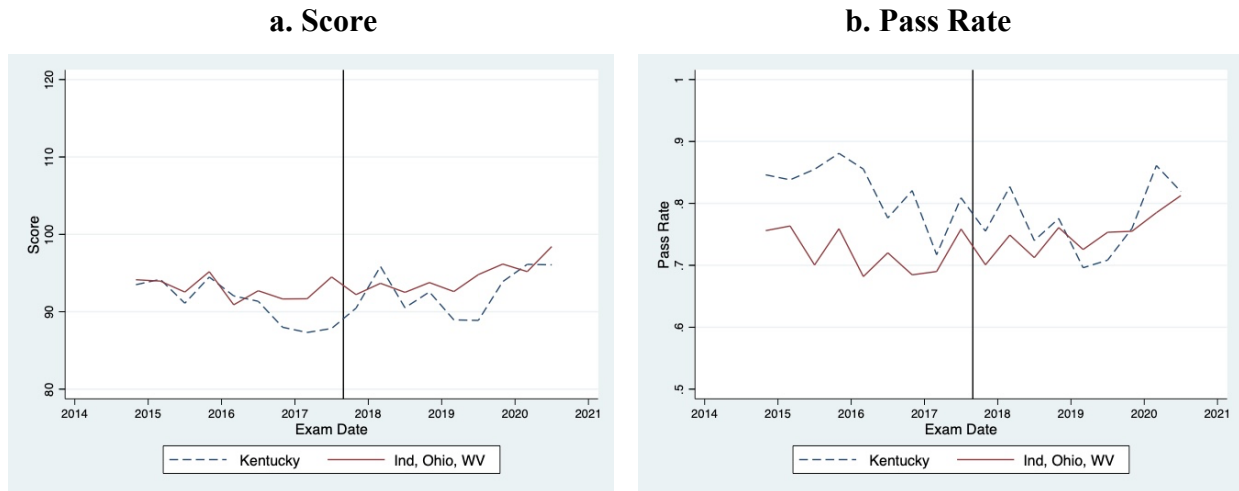 a. Score
120
110
100
90
80
Score
2014 2015 2016 2017 2018 2019 2020 2021
Exam Date
Kentucky Ind, Ohio, WV
b. Pass Rate
1
.9
.8
.7
.6
.5
Pass Rate
2014 2015 2016 2017 2018 2019 2020 2021
Exam Date
Kentucky Ind, Ohio, WV